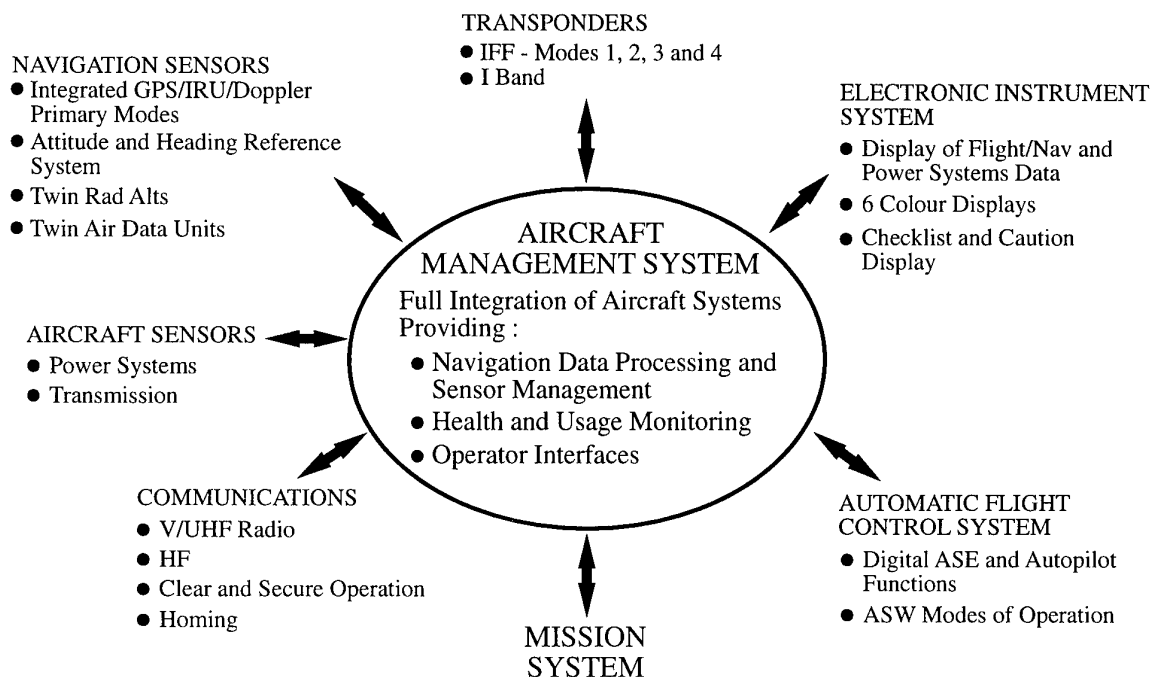 TRANSPONDERS
● IFF - Modes 1, 2, 3 and 4
● I Band
NAVIGATION SENSORS
● Integrated GPS/IRU/Doppler
Primary Modes
● Attitude and Heading Reference
System
● Twin Rad Alts
● Twin Air Data Units
ELECTRONIC INSTRUMENT
SYSTEM
● Display of Flight/Nav and
Power Systems Data
● 6 Colour Displays
● Checklist and Caution
Display
AIRCRAFT
MANAGEMENT SYSTEM
Full Integration of Aircraft Systems
Providing :
● Navigation Data Processing and
Sensor Management
● Health and Usage Monitoring
● Operator Interfaces
AIRCRAFT SENSORS
● Power Systems
● Transmission
COMMUNICATIONS
● V/UHF Radio
● HF
● Clear and Secure Operation
● Homing
MISSION
SYSTEM
AUTOMATIC FLIGHT
CONTROL SYSTEM
● Digital ASE and Autopilot
Functions
● ASW Modes of Operation